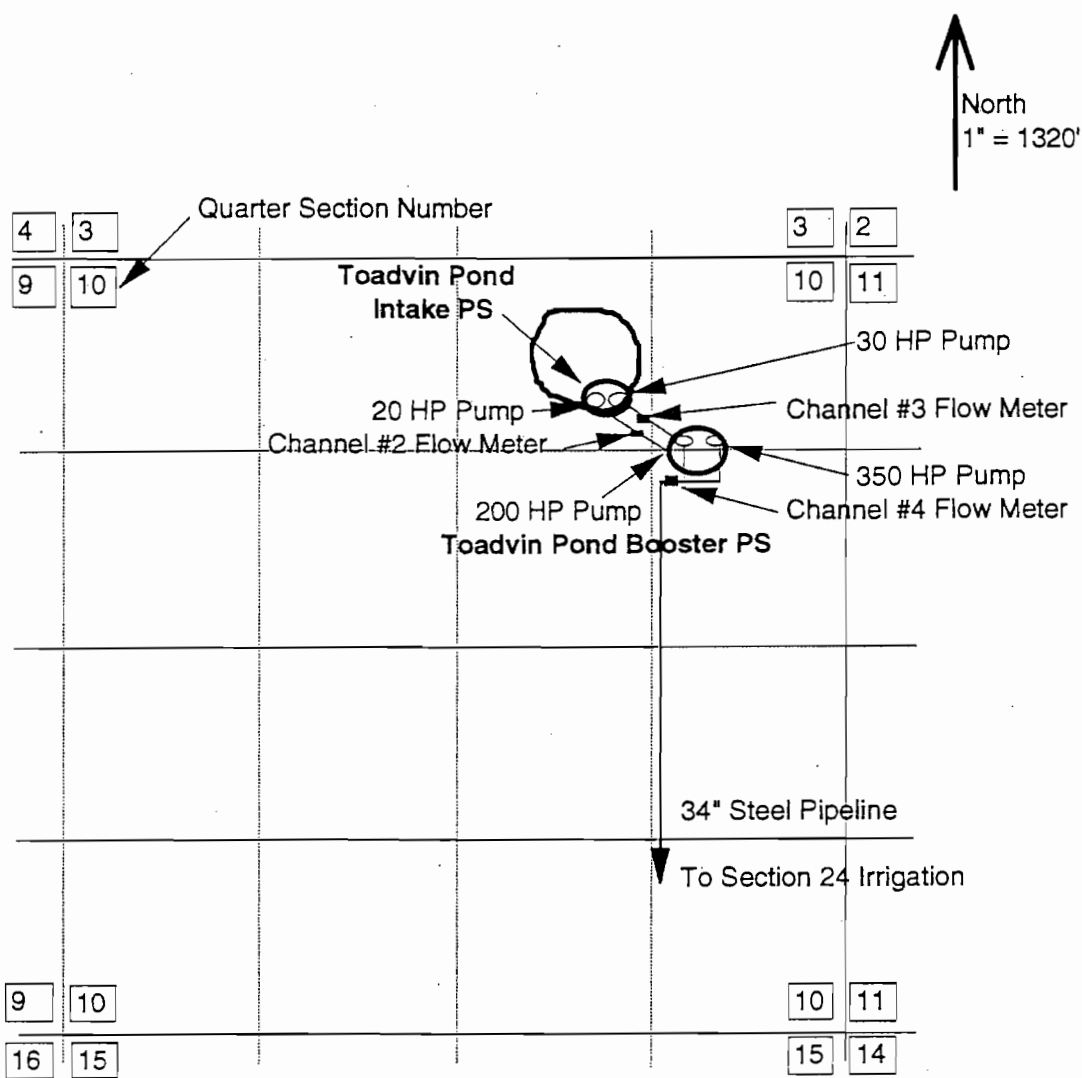 North
1" = 1320'
Quarter Section Number
4 3
3 2
9 10
10 11
Toadvin Pond
Intake PS
30 HP Pump
20 HP Pump
Channel #3 Flow Meter
Channel #2 Flow Meter
350 HP Pump
200 HP Pump
Channel #4 Flow Meter
Toadvin Pond Booster PS
34" Steel Pipeline
To Section 24 Irrigation
9 10
10 11
16 15
15 14